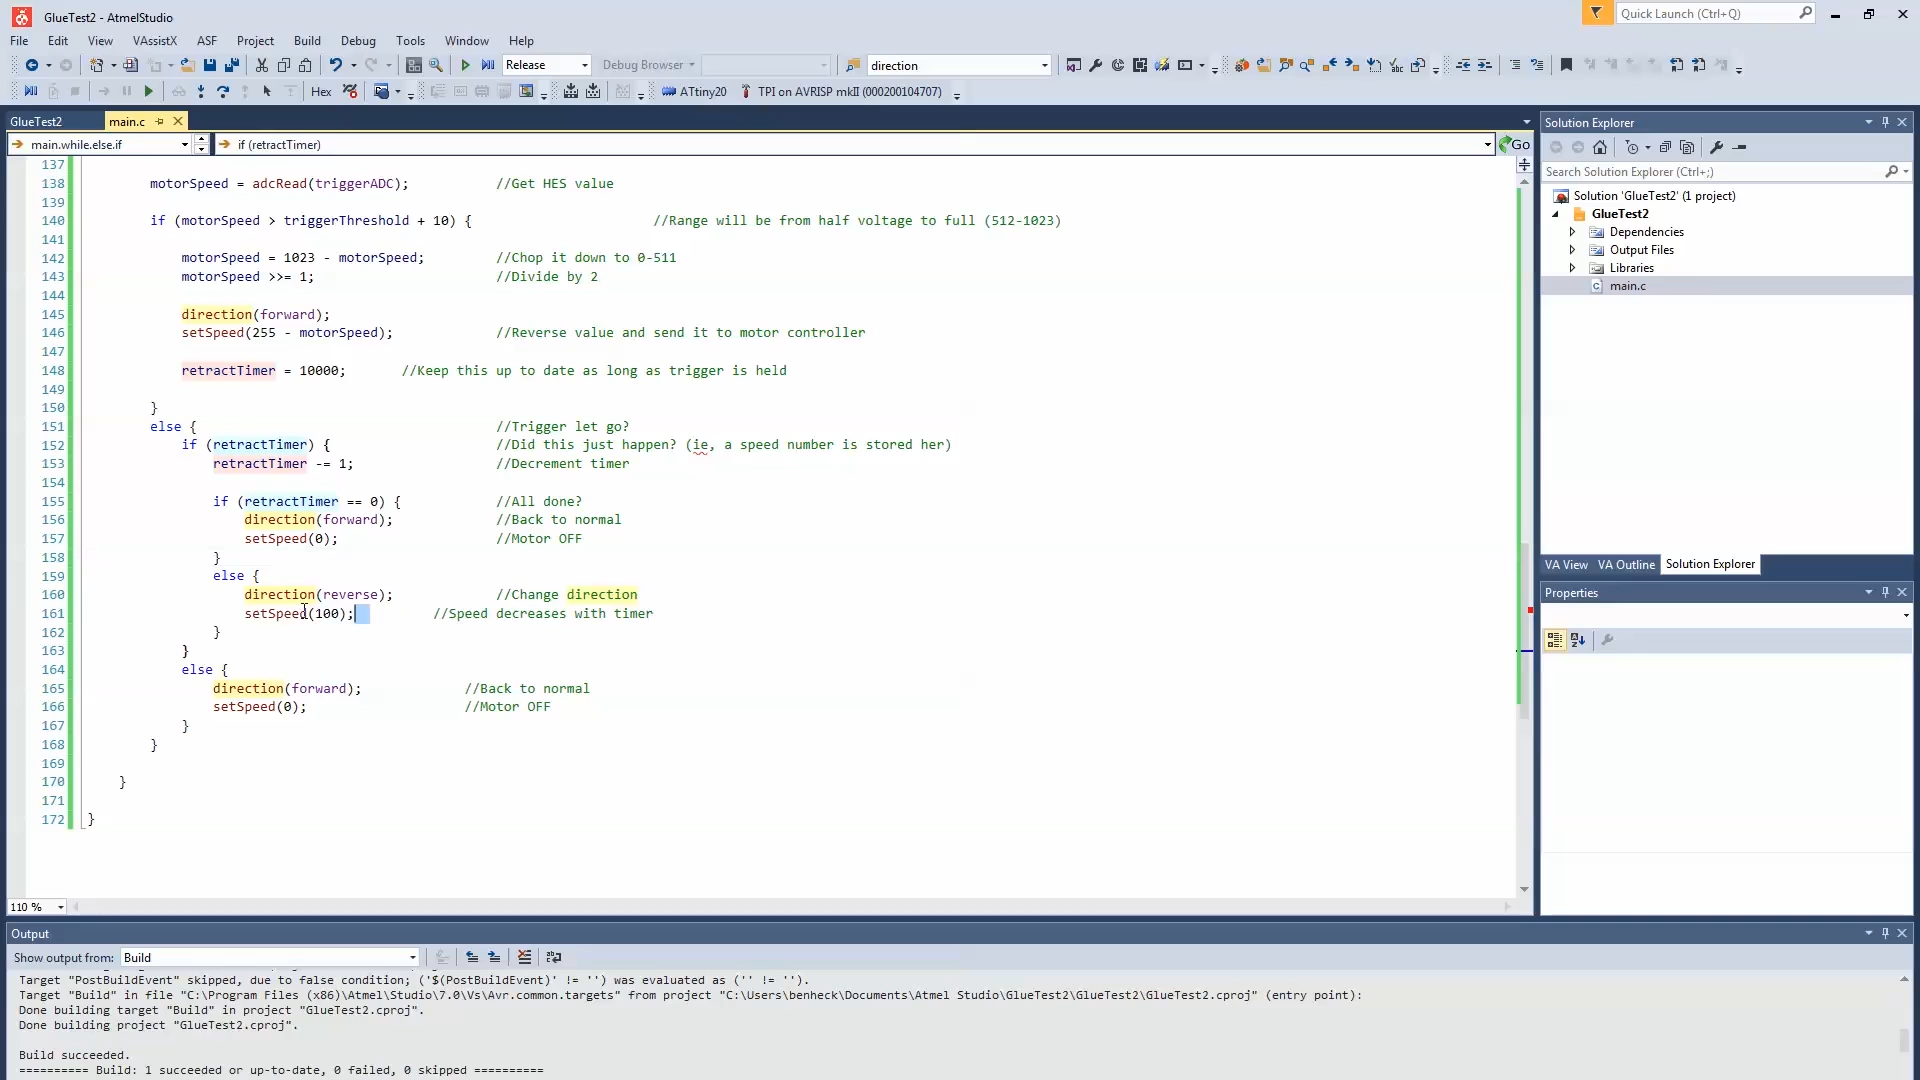 GlueTest2 - AtmelStudio
Quick Launch (Ctrl+Q)
File Edit View VAssistX ASF Project Build Debug Tools Window Help
Release Debug Browser direction
Hex ATtiny20 TPI on AVRISP mkII (000200104707)
GlueTest2 main.c
main.while.else.if if (retractTimer) Go
137
138 motorSpeed = adcRead(triggerADC); //Get HES value
139
140 if (motorSpeed > triggerThreshold + 10) { //Range will be from half voltage to full (512-1023)
141
142 motorSpeed = 1023 - motorSpeed; //Chop it down to 0-511
143 motorSpeed >>= 1; //Divide by 2
144
145 direction(forward);
146 setSpeed(255 - motorSpeed); //Reverse value and send it to motor controller
147
148 retractTimer = 10000; //Keep this up to date as long as trigger is held
149
150 }
151 else { //Trigger let go?
152 if (retractTimer) { //Did this just happen? (ie, a speed number is stored her)
153 retractTimer -= 1; //Decrement timer
154
155 if (retractTimer == 0) { //All done?
156 direction(forward); //Back to normal
157 setSpeed(0); //Motor OFF
158 }
159 else {
160 direction(reverse); //Change direction
161 setSpeed(100); //Speed decreases with timer
162 }
163 }
164 else {
165 direction(forward); //Back to normal
166 setSpeed(0); //Motor OFF
167 }
168 }
169
170 }
171
172 }
110 %
Solution Explorer
Search Solution Explorer (Ctrl+;)
Solution 'GlueTest2' (1 project)
GlueTest2
Dependencies
Output Files
Libraries
main.c
VA View VA Outline Solution Explorer
Properties
Output
Show output from: Build
Target "PostBuildEvent" skipped, due to false condition; ('$(PostBuildEvent)' != '') was evaluated as ('' != '').
Target "Build" in file "C:\Program Files (x86)\Atmel\Studio\7.0\Vs\Avr.common.targets" from project "C:\Users\benheck\Documents\Atmel Studio\GlueTest2\GlueTest2\GlueTest2.cproj" (entry point):
Done building target "Build" in project "GlueTest2.cproj".
Done building project "GlueTest2.cproj".
Build succeeded.
========== Build: 1 succeeded or up-to-date, 0 failed, 0 skipped ==========